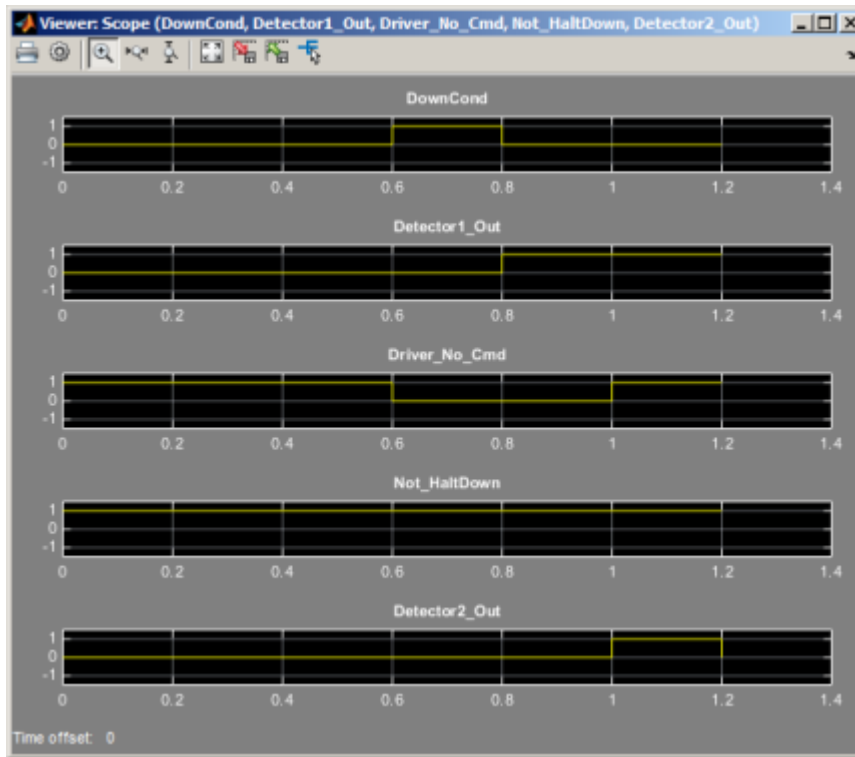 Viewer: Scope (DownCond, Detector1_Out, Driver_No_Cmd, Not_HaltDown, Detector2_Out)
DownCond
1
0
-1
0 0.2 0.4 0.6 0.8 1 1.2 1.4
Detector1_Out
1
0
-1
0 0.2 0.4 0.6 0.8 1 1.2 1.4
Driver_No_Cmd
1
0
-1
0 0.2 0.4 0.6 0.8 1 1.2 1.4
Not_HaltDown
1
0
-1
0 0.2 0.4 0.6 0.8 1 1.2 1.4
Detector2_Out
1
0
-1
0 0.2 0.4 0.6 0.8 1 1.2 1.4
Time offset: 0